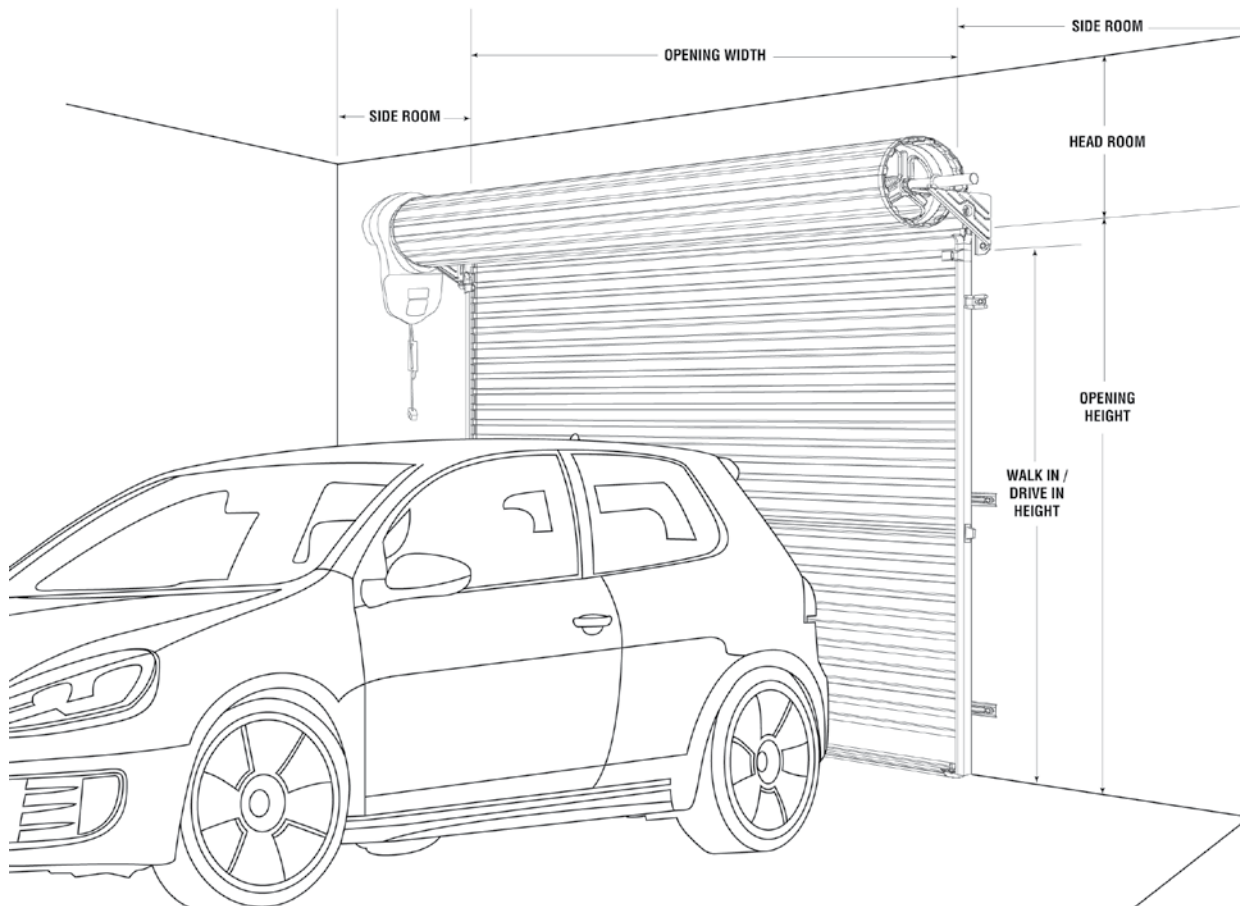 SIDE ROOM
OPENING WIDTH
SIDE ROOM
HEAD ROOM
OPENING
HEIGHT
WALK IN /
DRIVE IN
HEIGHT